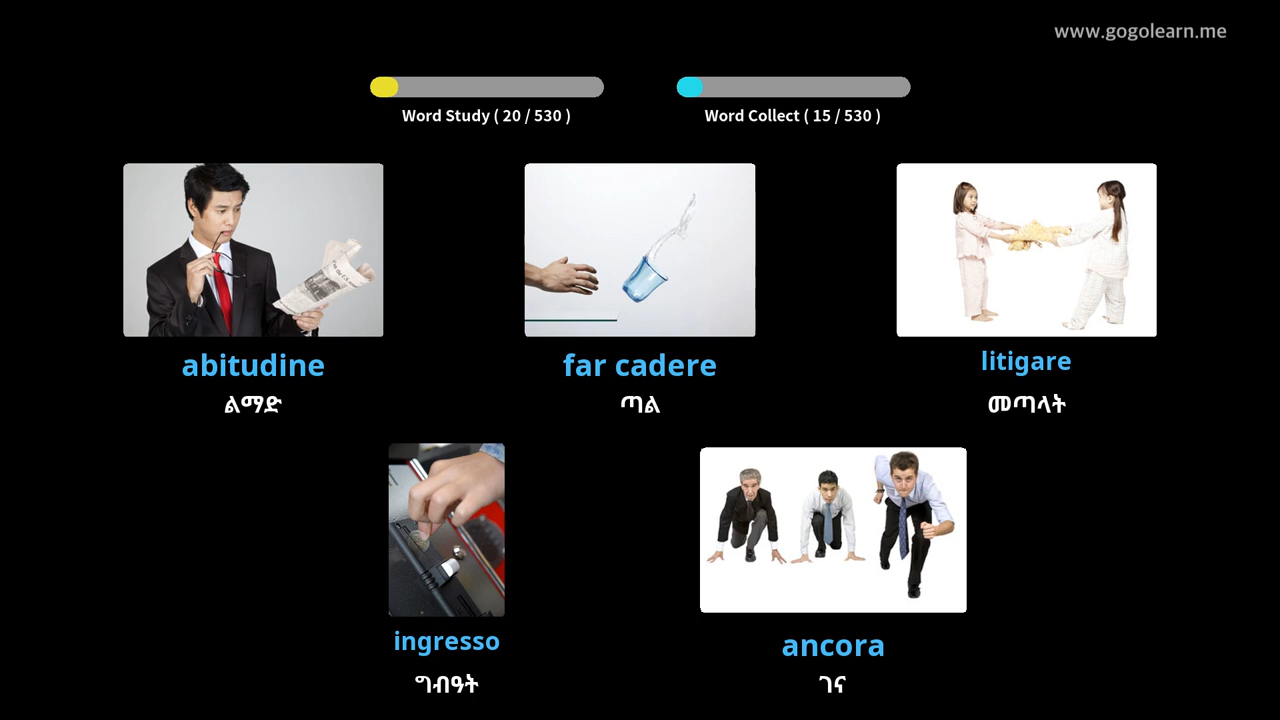 www.gogolearn.me
Word Study ( 20 / 530 )
Word Collect ( 15 / 530 )
abitudine
far cadere
litigare
ልማድ
ጣል
መጣላት
ingresso
ancora
ግብዓት
ገና